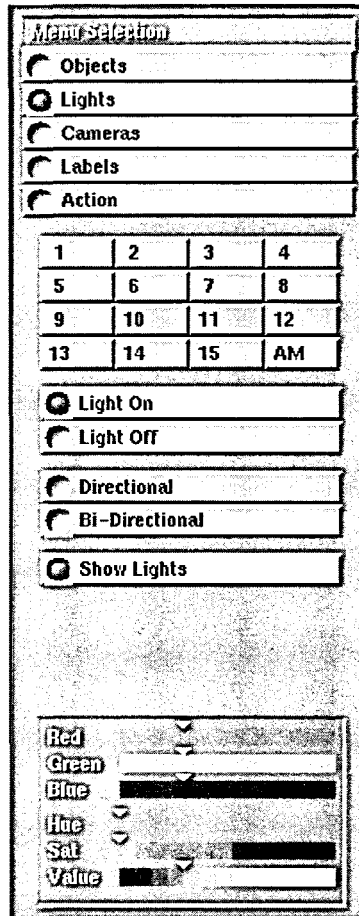 Menu Selection
Objects
Lights
Cameras
Labels
Action
1 2 3 4
5 6 7 8
9 10 11 12
13 14 15 AM
Light On
Light Off
Directional
Bi-Directional
Show Lights
Red
Green
Blue
Hue
Sat
Value